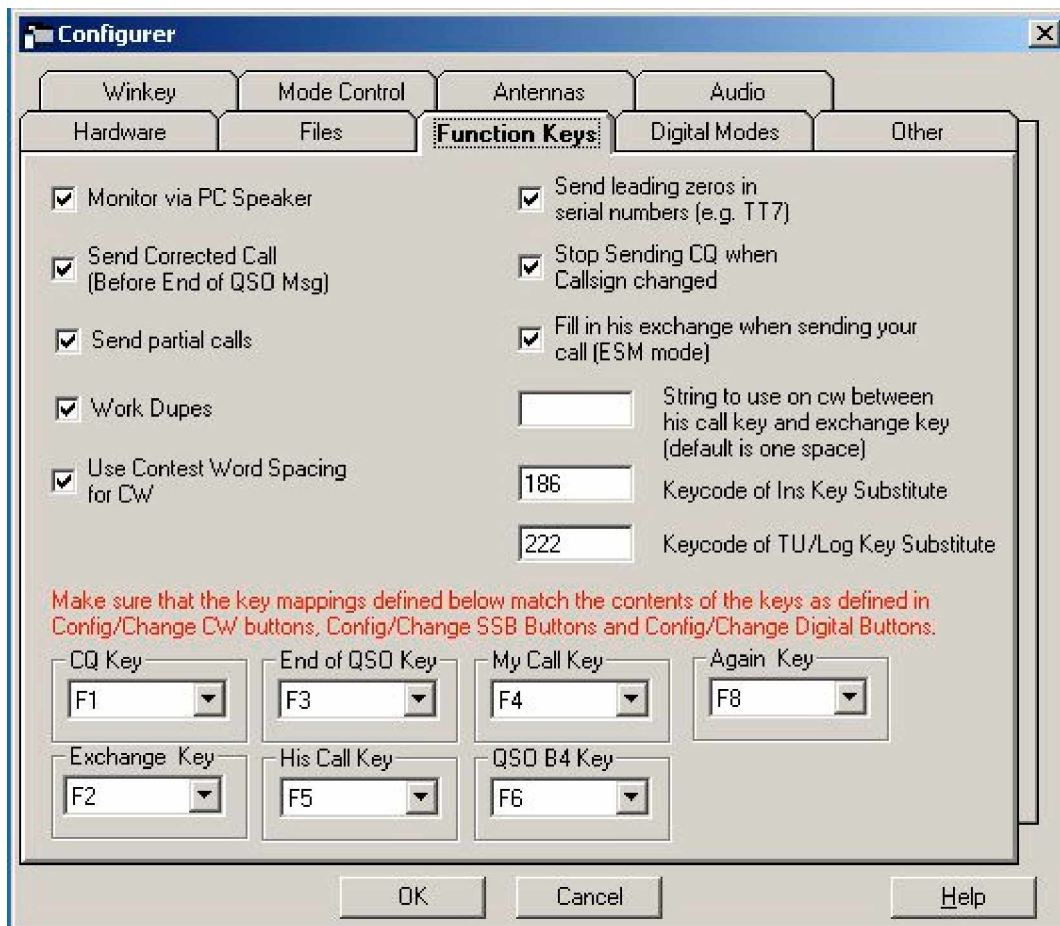 Configurer
Winkey
Mode Control
Antennas
Audio
Hardware
Files
Function Keys
Digital Modes
Other
Monitor via PC Speaker
Send Corrected Call
(Before End of QSO Msg)
Send partial calls
Work Dupes
Use Contest Word Spacing
for CW
Send leading zeros in
serial numbers (e.g. TT7)
Stop Sending CQ when
Callsign changed
Fill in his exchange when sending your
call (ESM mode)
String to use on cw between
his call key and exchange key
(default is one space)
186
Keycode of Ins Key Substitute
222
Keycode of TU/Log Key Substitute
Make sure that the key mappings defined below match the contents of the keys as defined in
Config/Change CW buttons, Config/Change SSB Buttons and Config/Change Digital Buttons.
CQ Key
F1
End of QSO Key
F3
My Call Key
F4
Again Key
F8
Exchange Key
F2
His Call Key
F5
QSO B4 Key
F6
OK
Cancel
Help